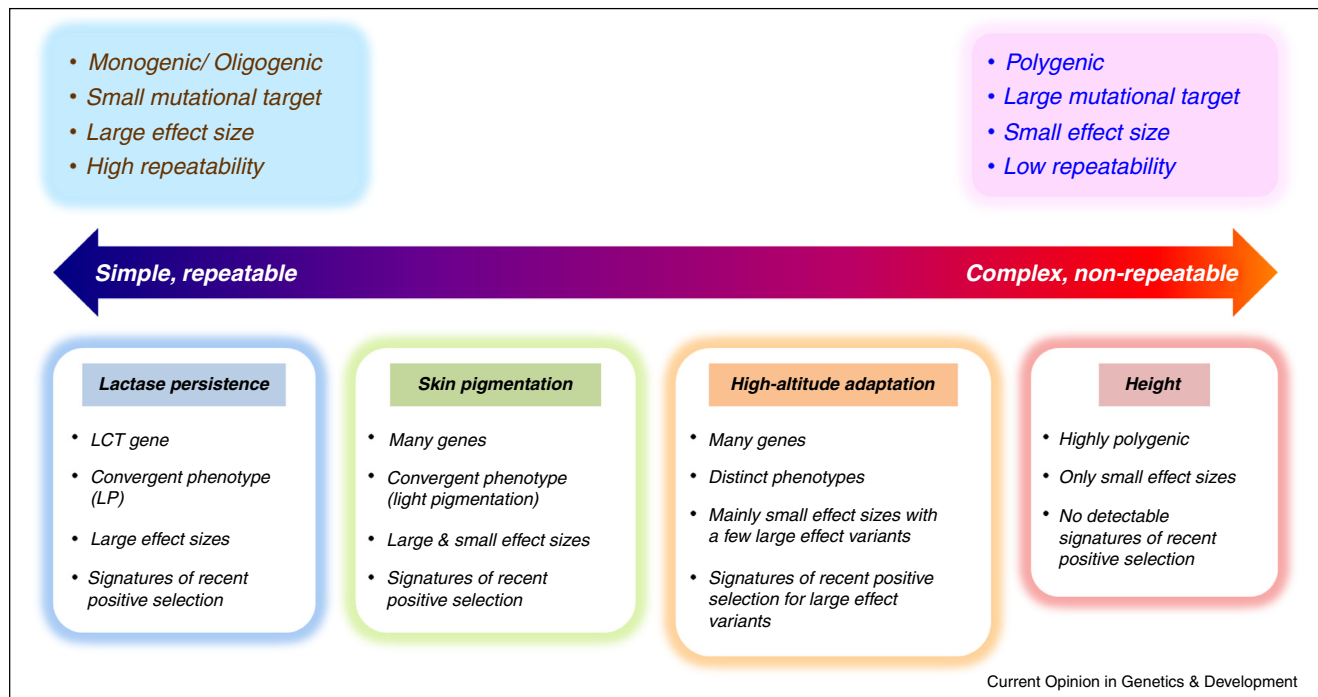 • Monogenic/ Oligogenic
• Small mutational target
• Large effect size
• High repeatability
• Polygenic
• Large mutational target
• Small effect size
• Low repeatability
Simple, repeatable
Complex, non-repeatable
Lactase persistence
• LCT gene
• Convergent phenotype
(LP)
• Large effect sizes
• Signatures of recent
positive selection
Skin pigmentation
• Many genes
• Convergent phenotype
(light pigmentation)
• Large & small effect sizes
• Signatures of recent
positive selection
High-altitude adaptation
• Many genes
• Distinct phenotypes
• Mainly small effect sizes with
a few large effect variants
• Signatures of recent positive
selection for large effect
variants
Height
• Highly polygenic
• Only small effect sizes
• No detectable
signatures of recent
positive selection
Current Opinion in Genetics & Development